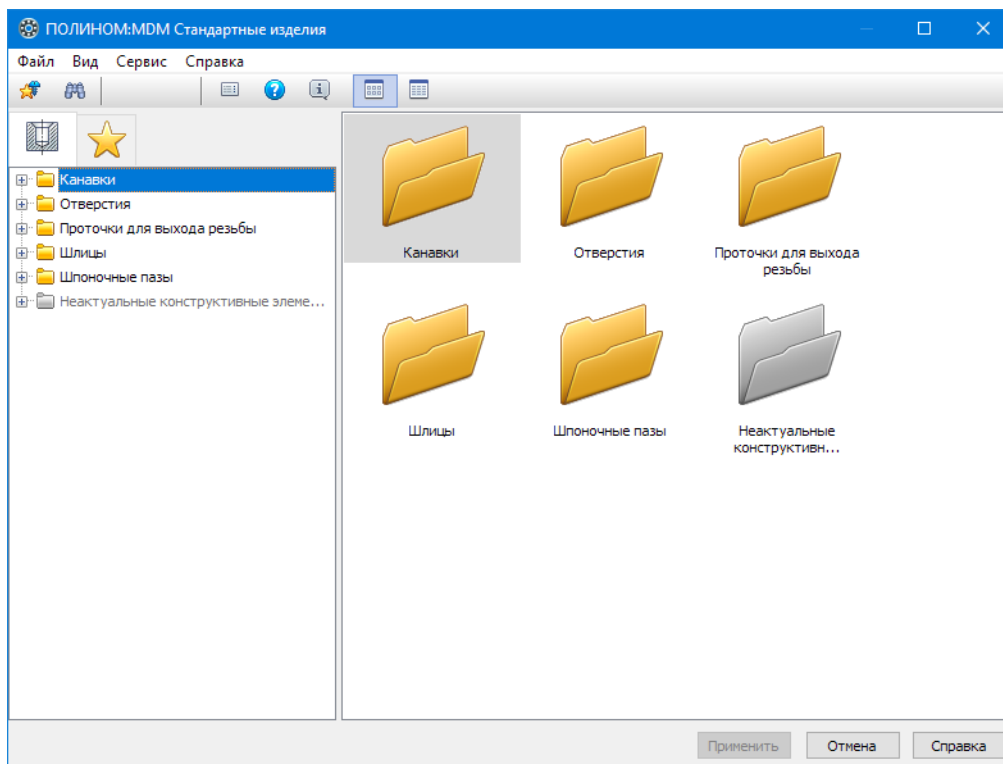 ПОЛИНОМ:MDM Стандартные изделия
Файл Вид Сервис Справка
Канавки
Отверстия
Проточки для выхода резьбы
Шлицы
Шпоночные пазы
Неактуальные конструктивные элеме...
Канавки
Отверстия
Проточки для выхода
резьбы
Шлицы
Шпоночные пазы
Неактуальные
конструктивн...
Применить Отмена Справка